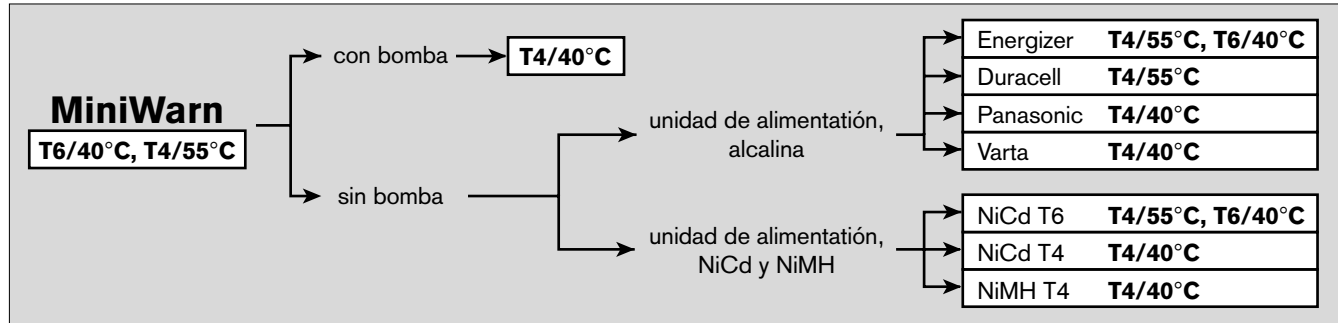 MiniWarn
T6/40°C, T4/55°C
con bomba
T4/40°C
sin bomba
unidad de alimentatión,
alcalina
Energizer T4/55°C, T6/40°C
Duracell T4/55°C
Panasonic T4/40°C
Varta T4/40°C
unidad de alimentatión,
NiCd y NiMH
NiCd T6 T4/55°C, T6/40°C
NiCd T4 T4/40°C
NiMH T4 T4/40°C